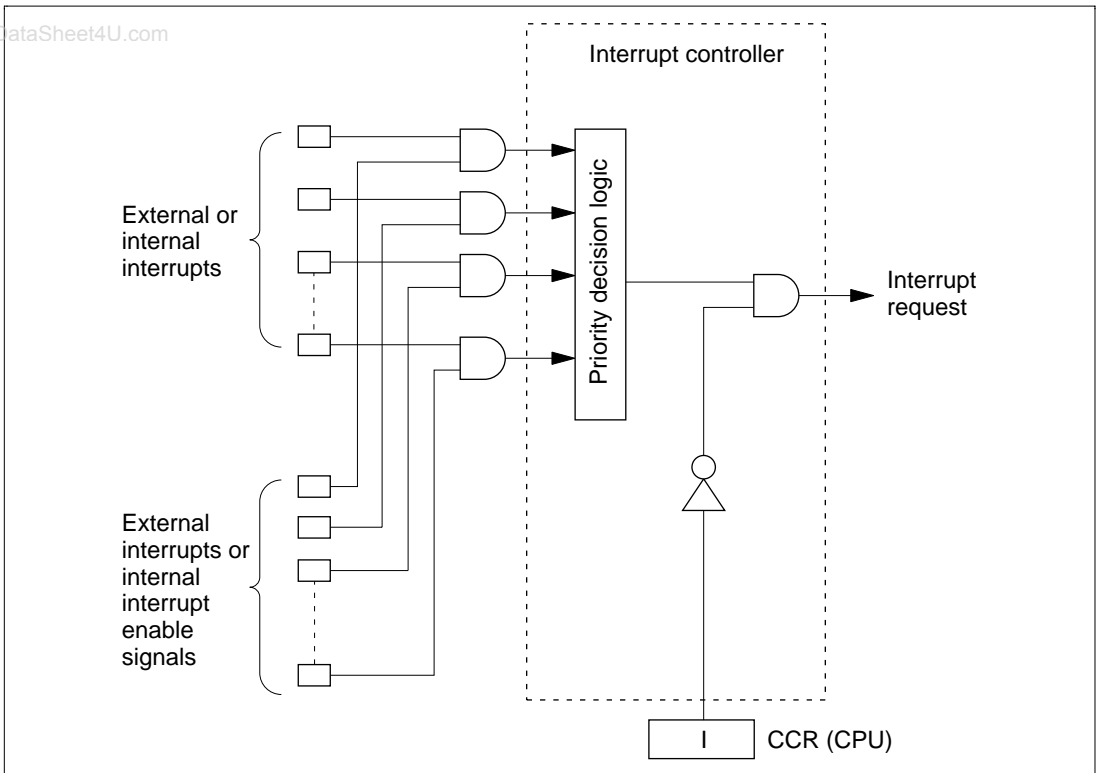 DataSheet4U.com
Interrupt controller
External or
internal
interrupts
Priority decision logic
Interrupt
request
External
interrupts or
internal
interrupt
enable
signals
I
CCR (CPU)